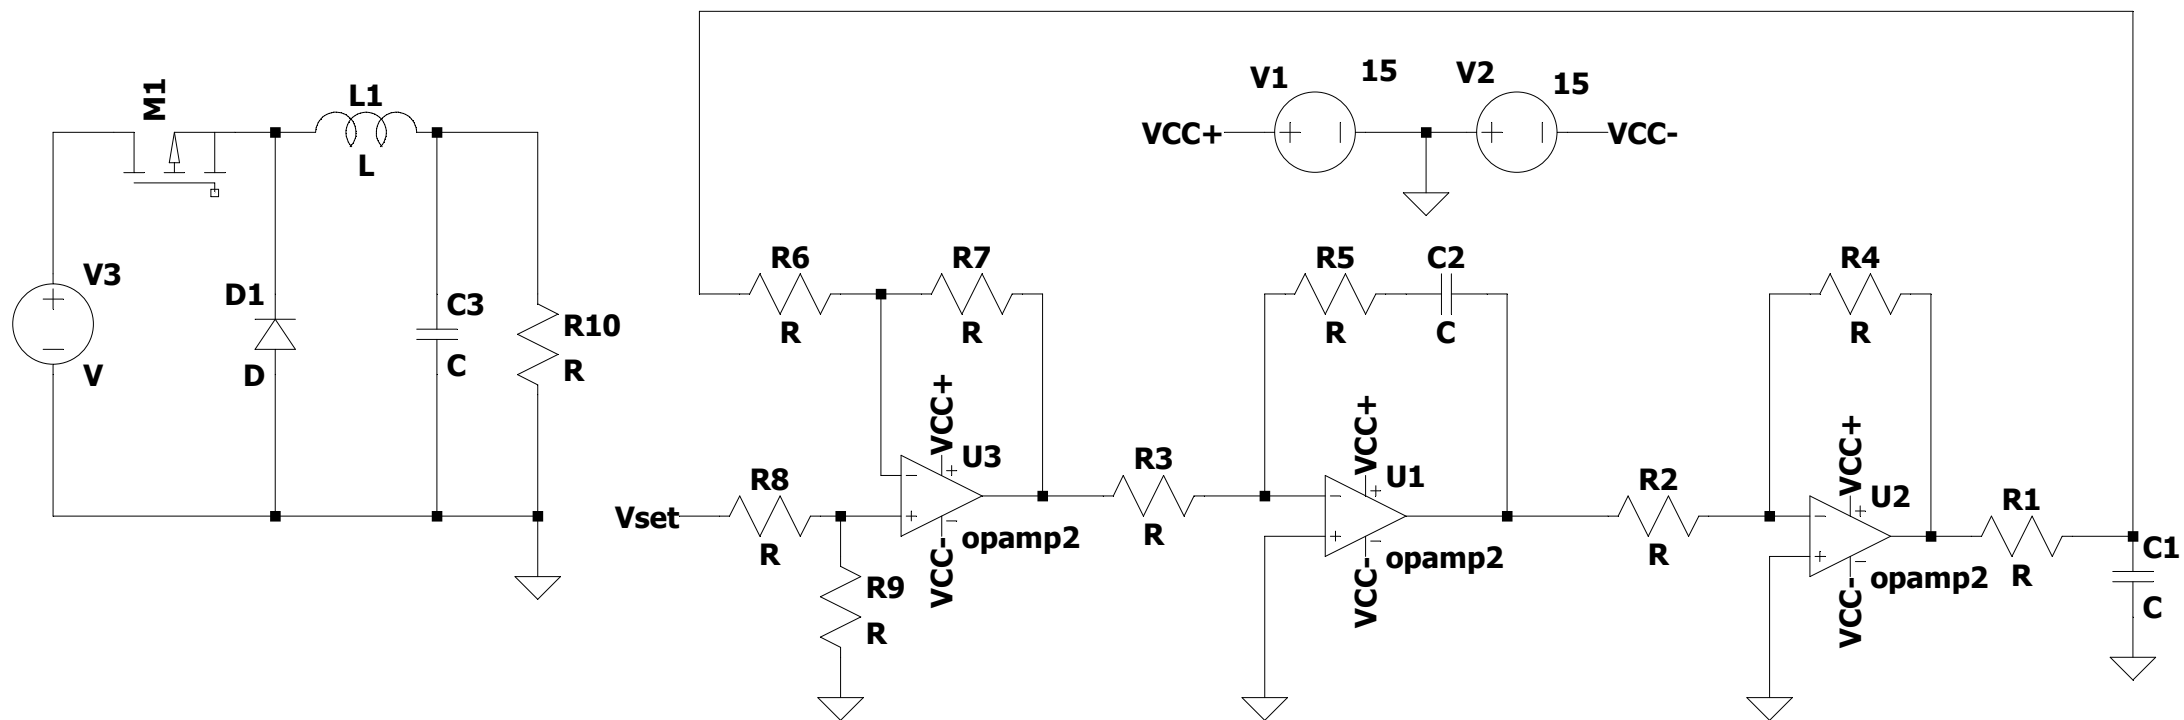 M1
L1
L
V3
V
D1
D
C3
C
R10
R
V1
15
V2
15
VCC+
VCC-
R6
R
R7
R
R5
R
C2
C
R4
R
Vset
R8
R
R9
R
VCC+
U3
VCC-
opamp2
R3
R
VCC+
U1
VCC-
opamp2
R2
R
VCC+
U2
VCC-
opamp2
R1
R
C1
C